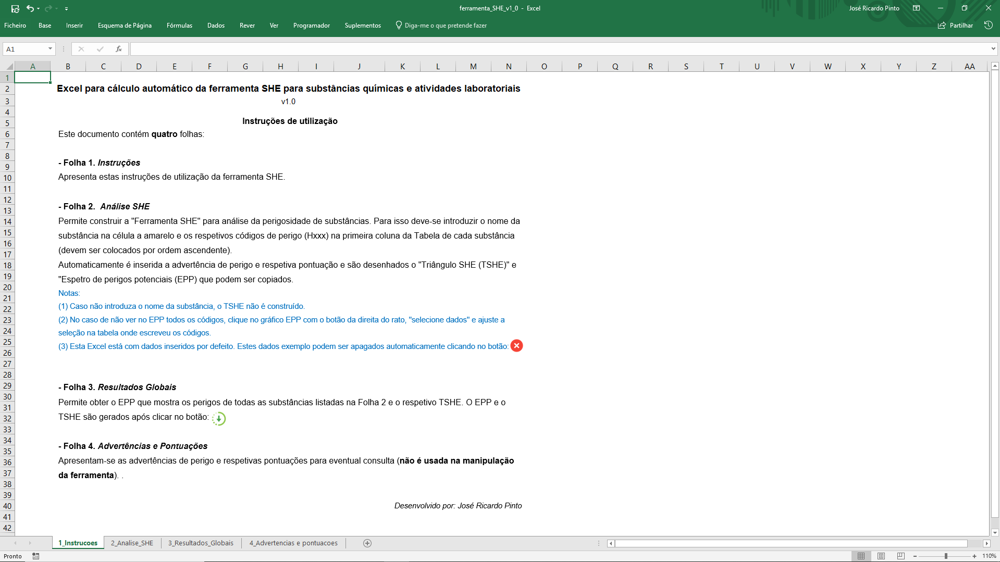 ferramenta_SHE_v1_0 - Excel
José Ricardo Pinto
Ficheiro Base Inserir Esquema de Página Fórmulas Dados Rever Ver Programador Suplementos Diga-me o que pretende fazer Partilhar
A1 fx
A B C D E F G H I J K L M N O P Q R S T U V W X Y Z AA
1
2 Excel para cálculo automático da ferramenta SHE para substâncias químicas e atividades laboratoriais
3 v1.0
4
5 Instruções de utilização
6 Este documento contém quatro folhas:
7
8
9 - Folha 1. Instruções
10 Apresenta estas instruções de utilização da ferramenta SHE.
11
12
13 - Folha 2. Análise SHE
14 Permite construir a "Ferramenta SHE" para análise da perigosidade de substâncias. Para isso deve-se introduzir o nome da
15 substância na célula a amarelo e os respetivos códigos de perigo (Hxxx) na primeira coluna da Tabela de cada substância
16
17 (devem ser colocados por ordem ascendente).
18 Automaticamente é inserida a advertência de perigo e respetiva pontuação e são desenhados o "Triângulo SHE (TSHE)" e
19 "Espetro de perigos potenciais (EPP) que podem ser copiados.
20
21 Notas:
22 (1) Caso não introduza o nome da substância, o TSHE não é construído.
23 (2) No caso de não ver no EPP todos os códigos, clique no gráfico EPP com o botão da direita do rato, "selecione dados" e ajuste a
24 seleção na tabela onde escreveu os códigos.
25 (3) Esta Excel está com dados inseridos por defeito. Estes dados exemplo podem ser apagados automaticamente clicando no botão:
26
27
28
29 - Folha 3. Resultados Globais
30 Permite obter o EPP que mostra os perigos de todas as substâncias listadas na Folha 2 e o respetivo TSHE. O EPP e o
31
32 TSHE são gerados após clicar no botão:
33
34
35 - Folha 4. Advertências e Pontuações
36 Apresentam-se as advertências de perigo e respetivas pontuações para eventual consulta (não é usada na manipulação
37 da ferramenta). .
38
39
40 Desenvolvido por: José Ricardo Pinto
41
42
1_Instrucoes 2_Analise_SHE 3_Resultados_Globais 4_Advertencias e pontuacoes
Pronto 110%